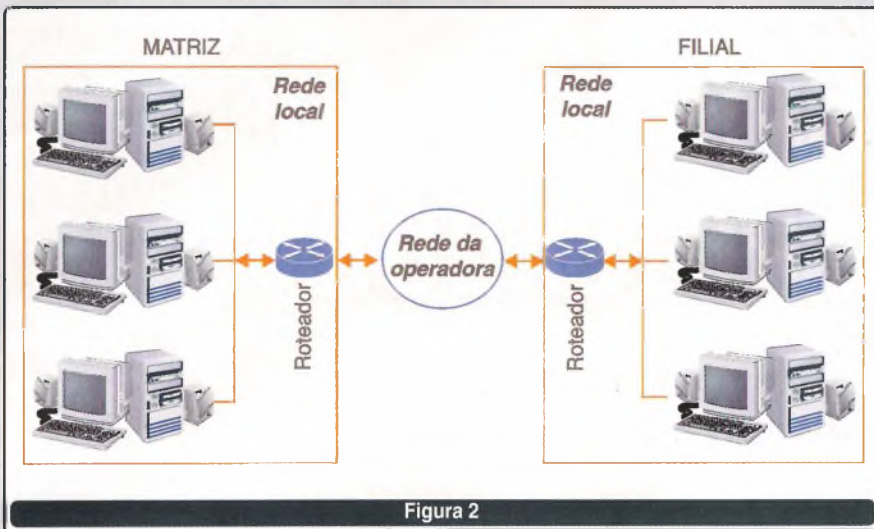 MATRIZ
FILIAL
Rede
local
Rede
local
Rede da
operadora
Roteador
Roteador
Figura 2